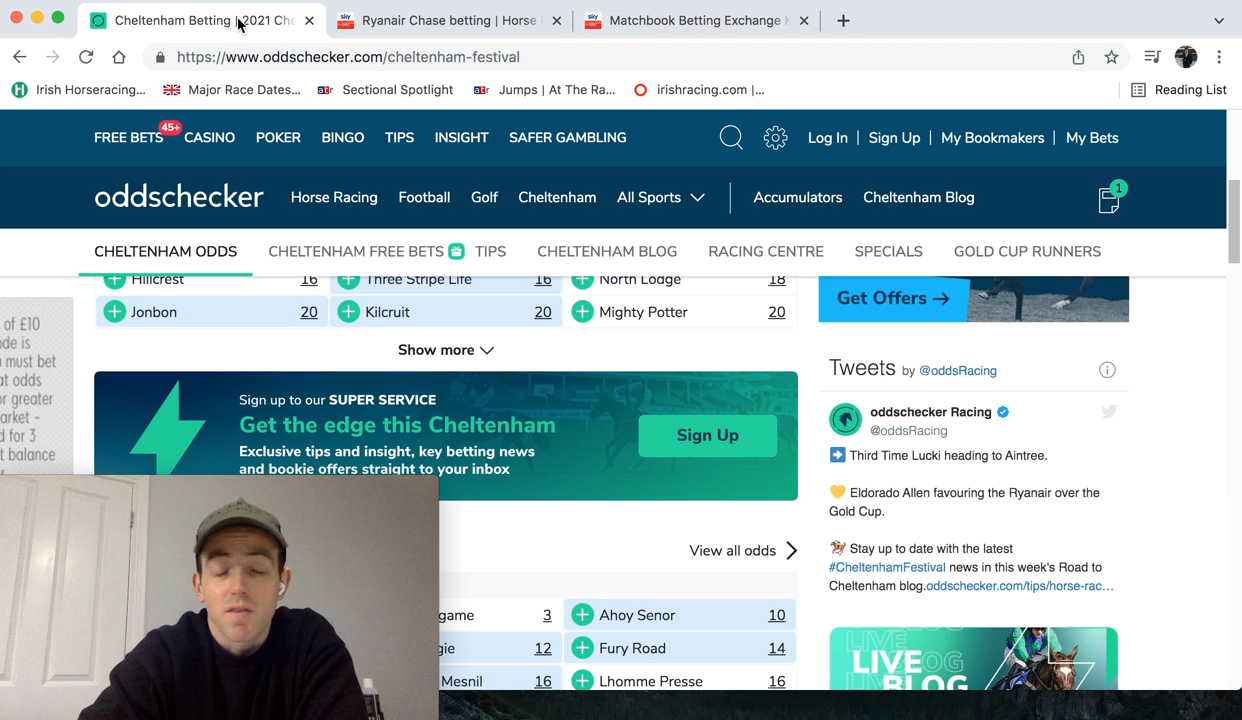 Cheltenham Betting | 2021 Che
Ryanair Chase betting | Horse
Matchbook Betting Exchange
https://www.oddschecker.com/cheltenham-festival
Irish Horseracing...
Major Race Dates...
Sectional Spotlight
Jumps | At The Ra...
irishracing.com |...
Reading List
FREE BETS
45+
CASINO
POKER
BINGO
TIPS
INSIGHT
SAFER GAMBLING
Log In
Sign Up
My Bookmakers
My Bets
oddschecker
Horse Racing
Football
Golf
Cheltenham
All Sports
Accumulators
Cheltenham Blog
1
CHELTENHAM ODDS
CHELTENHAM FREE BETS
TIPS
CHELTENHAM BLOG
RACING CENTRE
SPECIALS
GOLD CUP RUNNERS
Hillcrest 16
Three Stripe Life 16
North Lodge 18
Jonbon 20
Kilcruit 20
Mighty Potter 20
Show more
of £10
ode is
must bet
at odds
or greater
arket -
d for 3
t balance
Sign up to our SUPER SERVICE
Get the edge this Cheltenham
Exclusive tips and insight, key betting news
and bookie offers straight to your inbox
Sign Up
View all odds
game 3
Ahoy Senor 10
gie 12
Fury Road 14
Mesnil 16
Lhomme Presse 16
Get Offers →
Tweets by @oddsRacing
oddschecker Racing
@oddsRacing
Third Time Lucki heading to Aintree.
Eldorado Allen favouring the Ryanair over the
Gold Cup.
Stay up to date with the latest
#CheltenhamFestival news in this week's Road to
Cheltenham blog.oddschecker.com/tips/horse-rac…
LIVE
BLOG